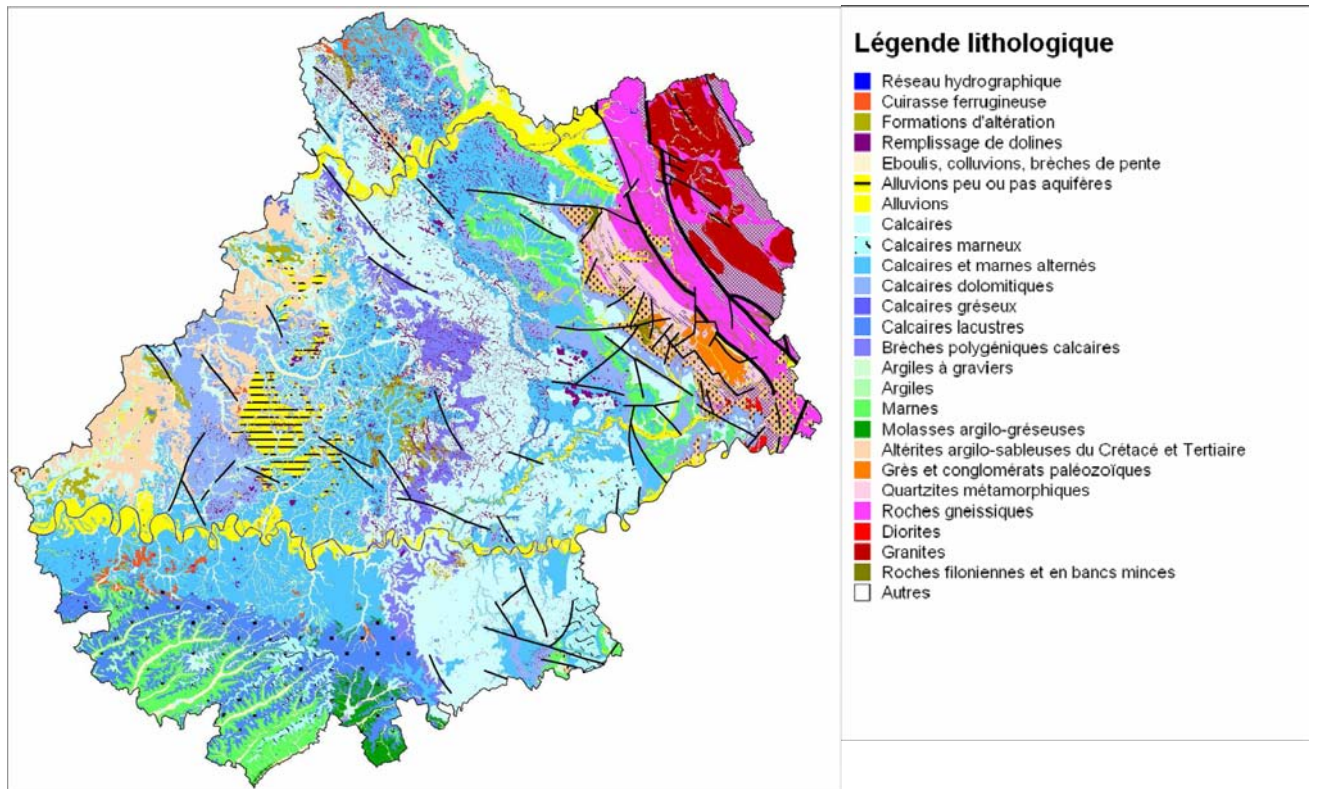 Légende lithologique
Réseau hydrographique
Cuirasse ferrugineuse
Formations d'altération
Remplissage de dolines
Eboulis, colluvions, brèches de pente
Alluvions peu ou pas aquifères
Alluvions
Calcaires
Calcaires marneux
Calcaires et marnes alternés
Calcaires dolomitiques
Calcaires gréseux
Calcaires lacustres
Brèches polygéniques calcaires
Argiles à graviers
Argiles
Marnes
Molasses argilo-gréseuses
Altérites argilo-sableuses du Crétacé et Tertiaire
Grès et conglomérats paléozoïques
Quartzites métamorphiques
Roches gneissiques
Diorites
Granites
Roches filoniennes et en bancs minces
Autres